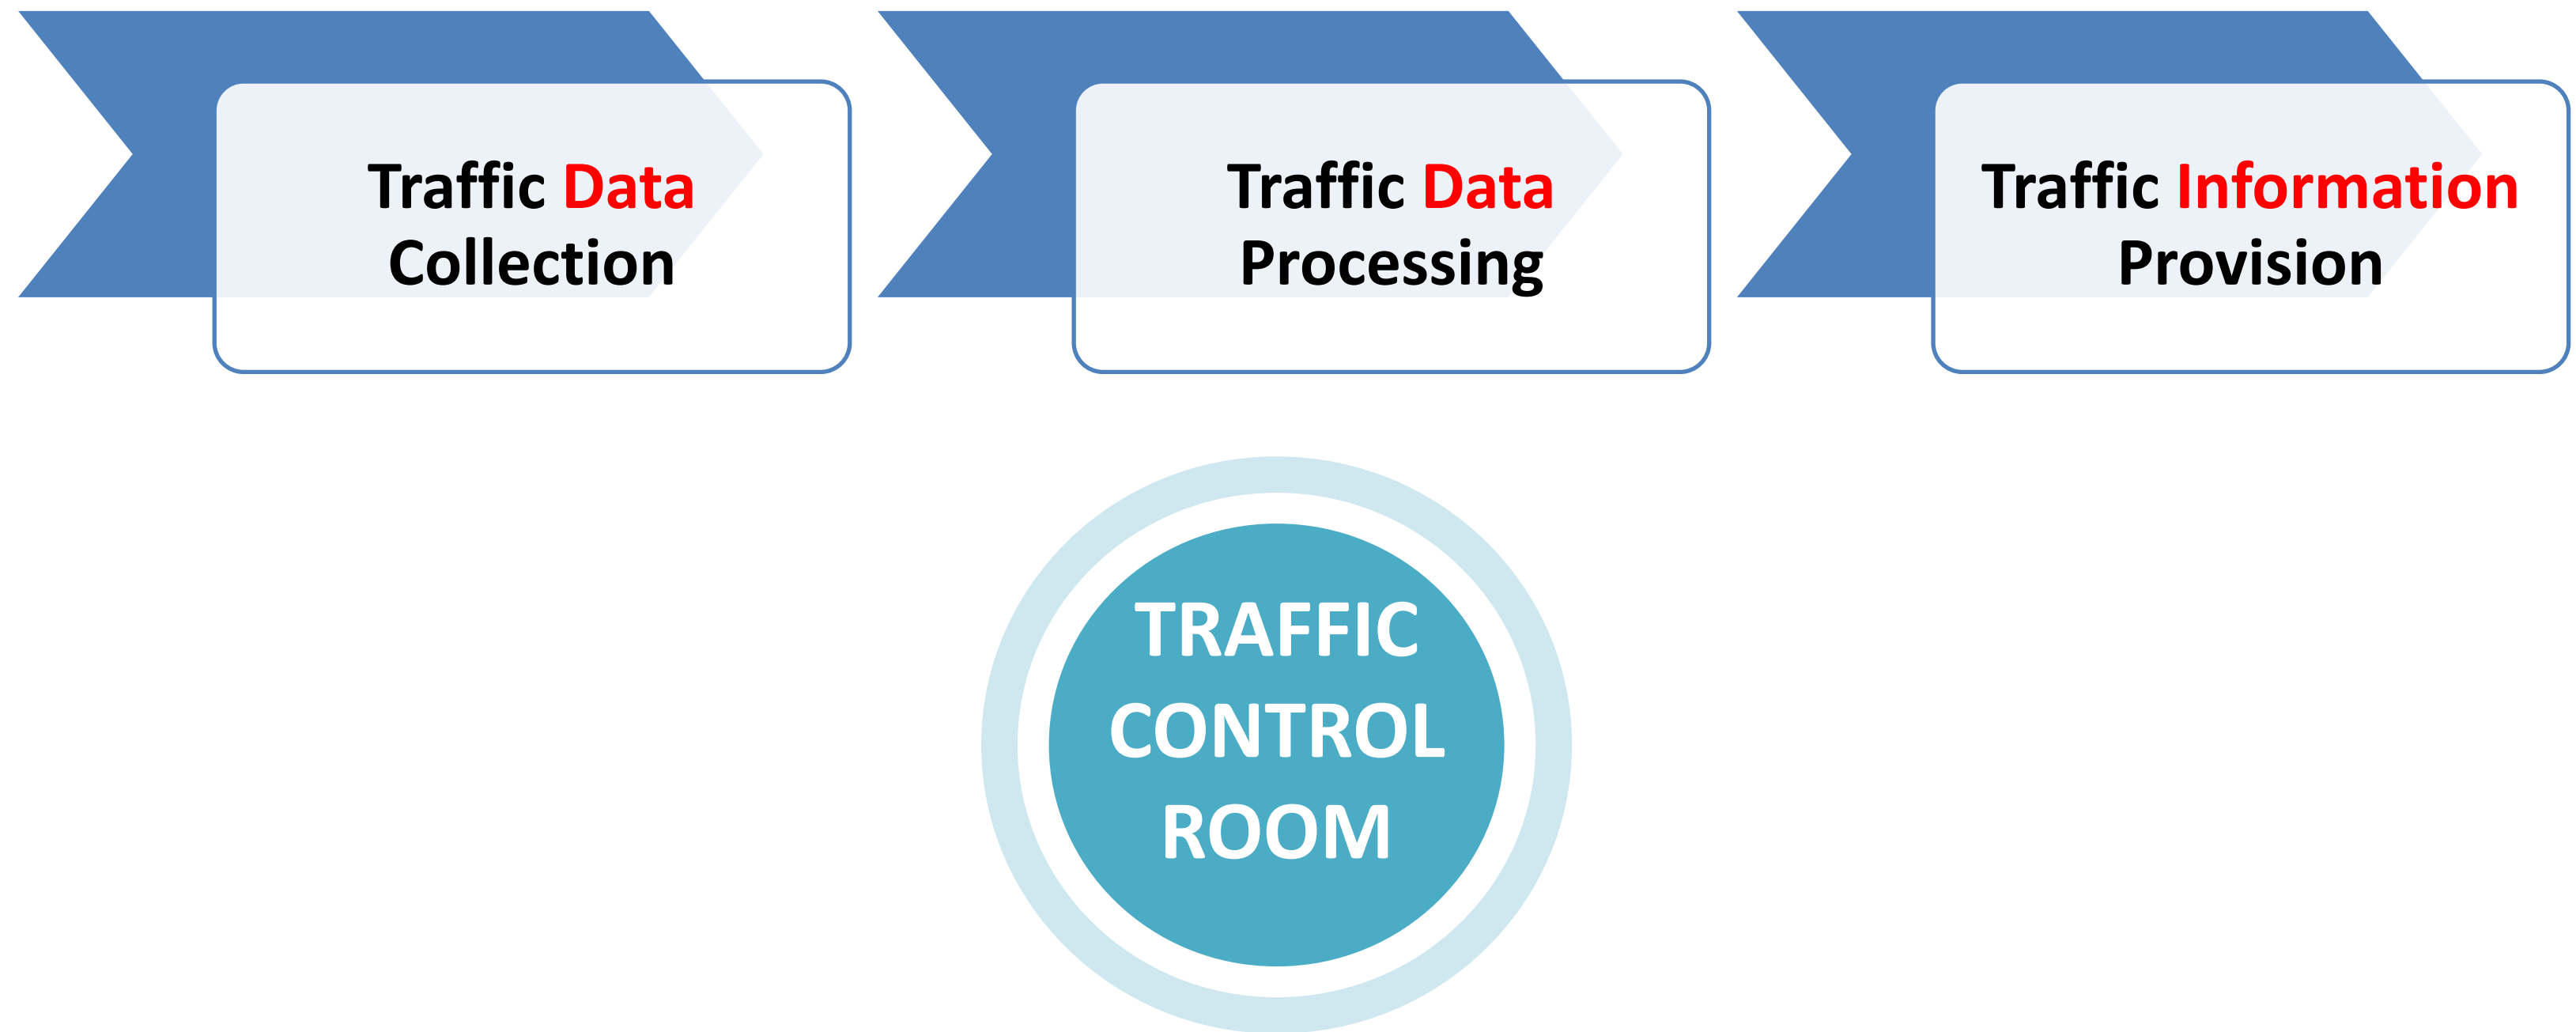 Traffic Data
Collection
Traffic Data
Processing
Traffic Information
Provision
TRAFFIC
CONTROL
ROOM